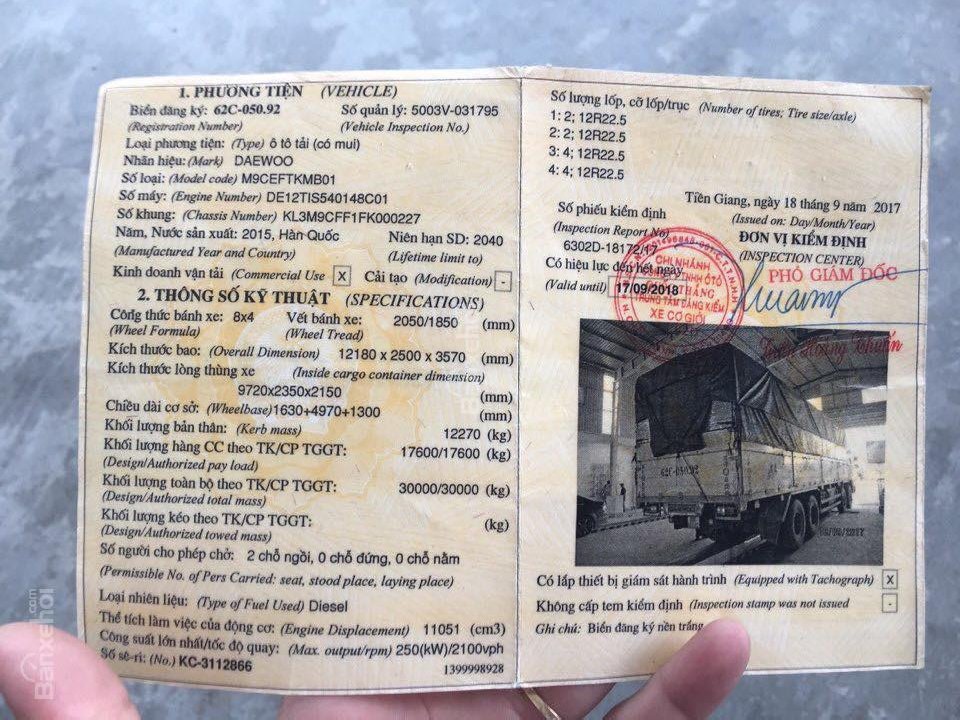 1. PHƯƠNG TIỆN (VEHICLE)
Biển đăng ký: 62C-050.92 Số quản lý: 5003V-031795
(Registration Number) (Vehicle Inspection No.)
Loại phương tiện: (Type) ô tô tải (có mui)
Nhãn hiệu: (Mark) DAEWOO
Số loại: (Model code) M9CEFTKMB01
Số máy: (Engine Number) DE12TIS540148C01
Số khung: (Chassis Number) KL3M9CFF1FK000227
Năm, Nước sản xuất: 2015, Hàn Quốc Niên hạn SD: 2040
(Manufactured Year and Country) (Lifetime limit to)
Kinh doanh vận tải (Commercial Use X Cải tạo (Modification) -
2. THÔNG SỐ KỸ THUẬT (SPECIFICATIONS)
Công thức bánh xe: 8x4 Vết bánh xe: 2050/1850 (mm)
(Wheel Formula) (Wheel Tread)
Kích thước bao: (Overall Dimension) 12180 x 2500 x 3570 (mm)
Kích thước lòng thùng xe (Inside cargo container dimension)
9720x2350x2150 (mm)
Chiều dài cơ sở: (Wheelbase) 1630+4970+1300 (mm)
Khối lượng bản thân: (Kerb mass) 12270 (kg)
Khối lượng hàng CC theo TK/CP TGGT: 17600/17600 (kg)
(Design/Authorized pay load)
Khối lượng toàn bộ theo TK/CP TGGT: 30000/30000 (kg)
(Design/Authorized total mass)
Khối lượng kéo theo TK/CP TGGT: (kg)
(Design/Authorized towed mass)
Số người cho phép chở: 2 chỗ ngồi, 0 chỗ đứng, 0 chỗ nằm
(Permissible No. of Pers Carried: seat, stood place, laying place)
Loại nhiên liệu: (Type of Fuel Used) Diesel
Thể tích làm việc của động cơ: (Engine Displacement) 11051 (cm3)
Công suất lớn nhất/tốc độ quay: (Max. output/rpm) 250(kW)/2100vph
Số sê-ri: (No.) KC-3112866 1399998928
Số lượng lốp, cỡ lốp/trục (Number of tires; Tire size/axle)
1: 2; 12R22.5
2: 2; 12R22.5
3: 4; 12R22.5
4: 4; 12R22.5
Tiền Giang, ngày 18 tháng 9 năm 2017
Số phiếu kiểm định (Issued on: Day/Month/Year)
(Inspection Report No) ĐƠN VỊ KIỂM ĐỊNH
6302D-18172/17 (INSPECTION CENTER)
Có hiệu lực đến hết ngày PHÓ GIÁM ĐỐC
(Valid until) 17/09/2018
CHI NHÁNH
TRUNG TÂM ĐĂNG KIỂM
XE CƠ GIỚI
62C-050.92
Có lắp thiết bị giám sát hành trình (Equipped with Tachograph) X
Không cấp tem kiểm định (Inspection stamp was not issued -
Ghi chú: Biển đăng ký nền trắng
Banxehoi.com